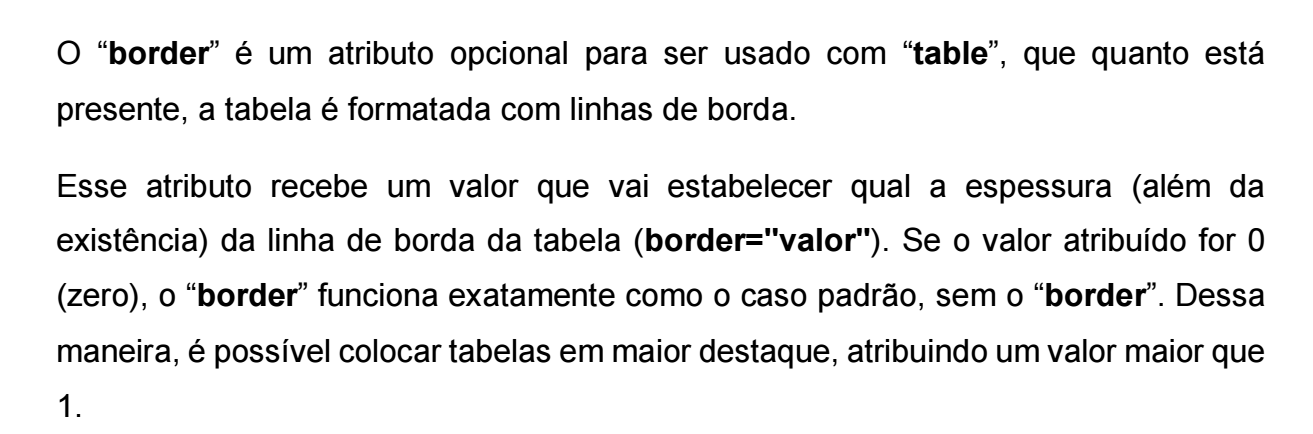 O “border” é um atributo opcional para ser usado com “table”, que quanto está
presente, a tabela é formatada com linhas de borda.
Esse atributo recebe um valor que vai estabelecer qual a espessura (além da
existência) da linha de borda da tabela (border="valor"). Se o valor atribuído for 0
(zero), o “border” funciona exatamente como o caso padrão, sem o “border”. Dessa
maneira, é possível colocar tabelas em maior destaque, atribuindo um valor maior que
1.